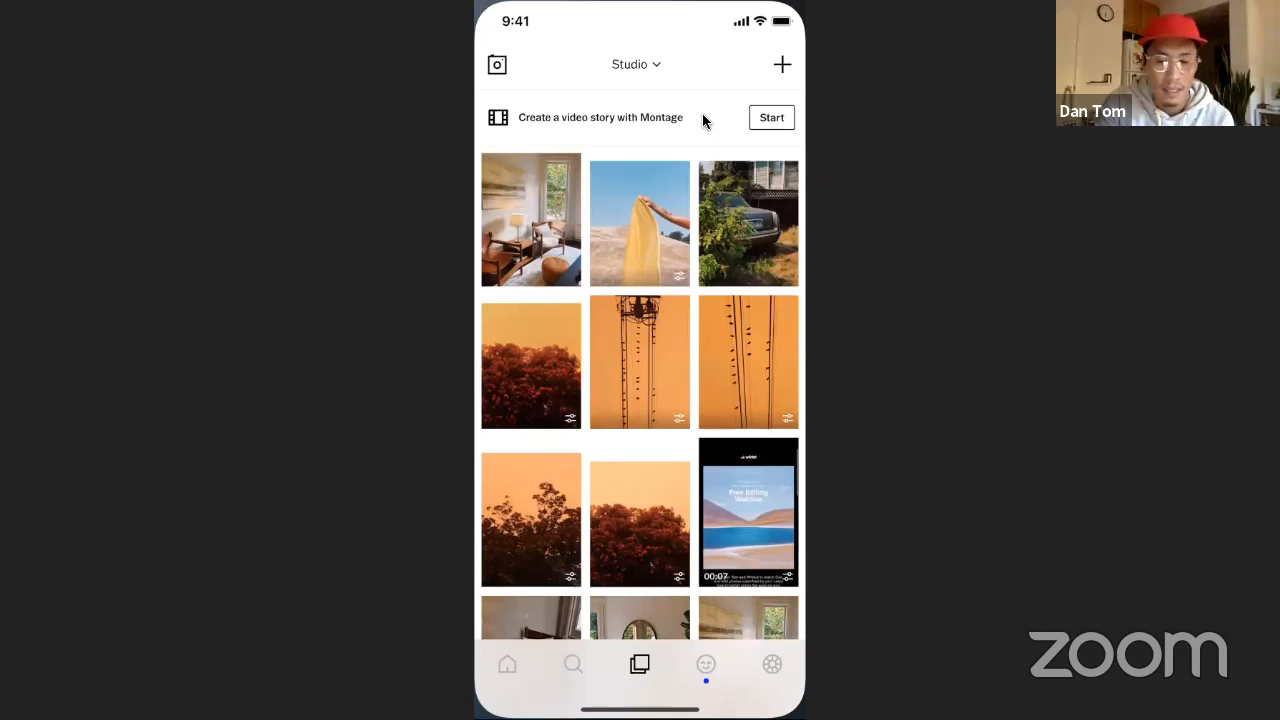 9:41
Studio
Create a video story with Montage
Start
Dan Tom
Free Editing
00:07
zoom